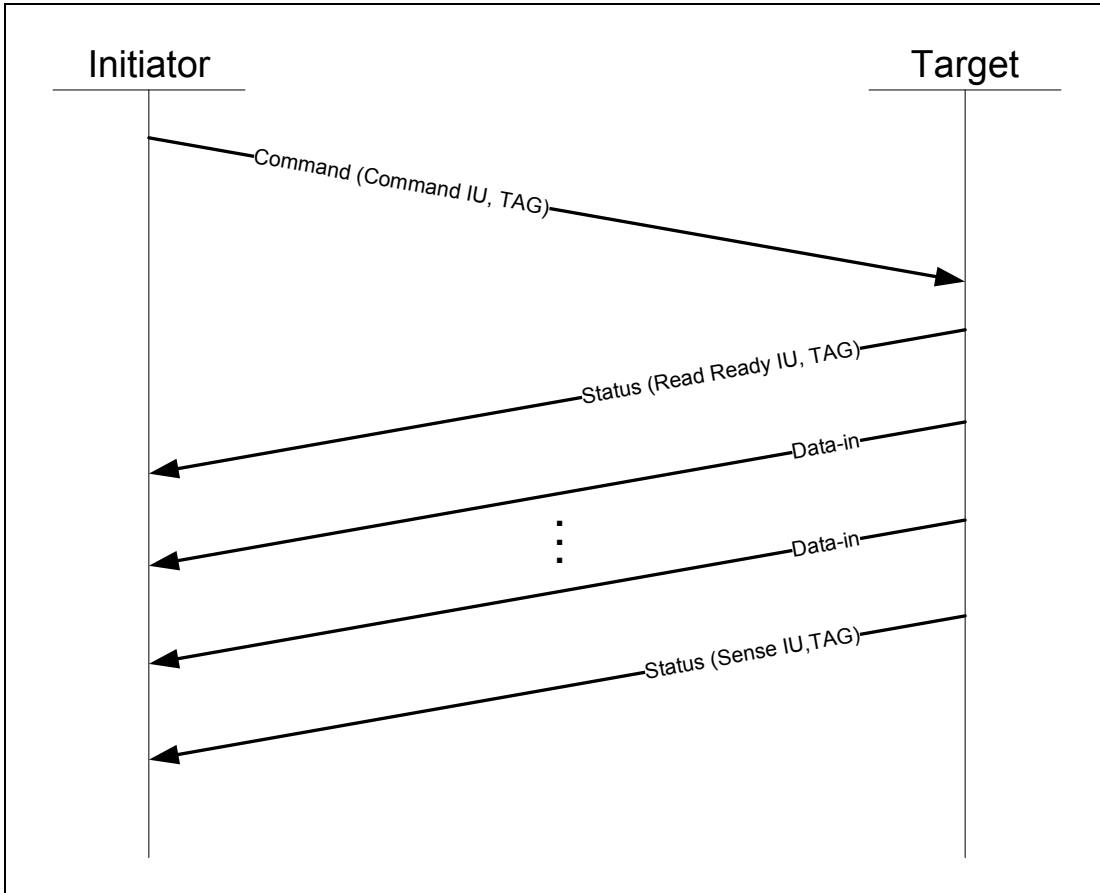 Initiator
Target
Command (Command IU, TAG)
Status (Read Ready IU, TAG)
Data-in
Data-in
Status (Sense IU,TAG)